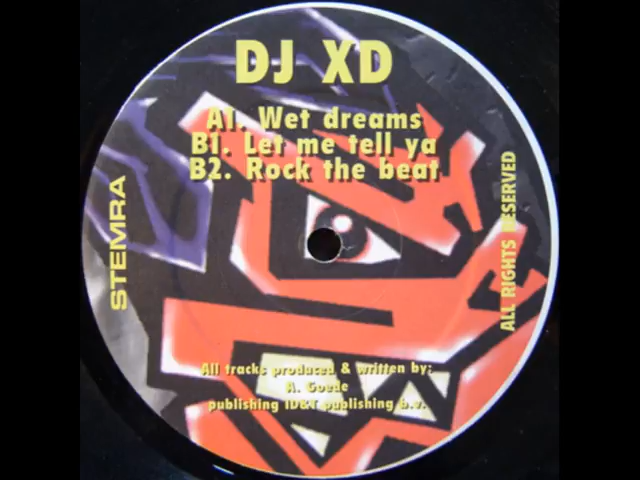 DJ XD
A1. Wet dreams
B1. Let me tell ya
B2. Rock the beat
STEMRA
ALL RIGHTS RESERVED
All tracks produced & written by:
A. Goede
publishing ID&T publishing b.v.